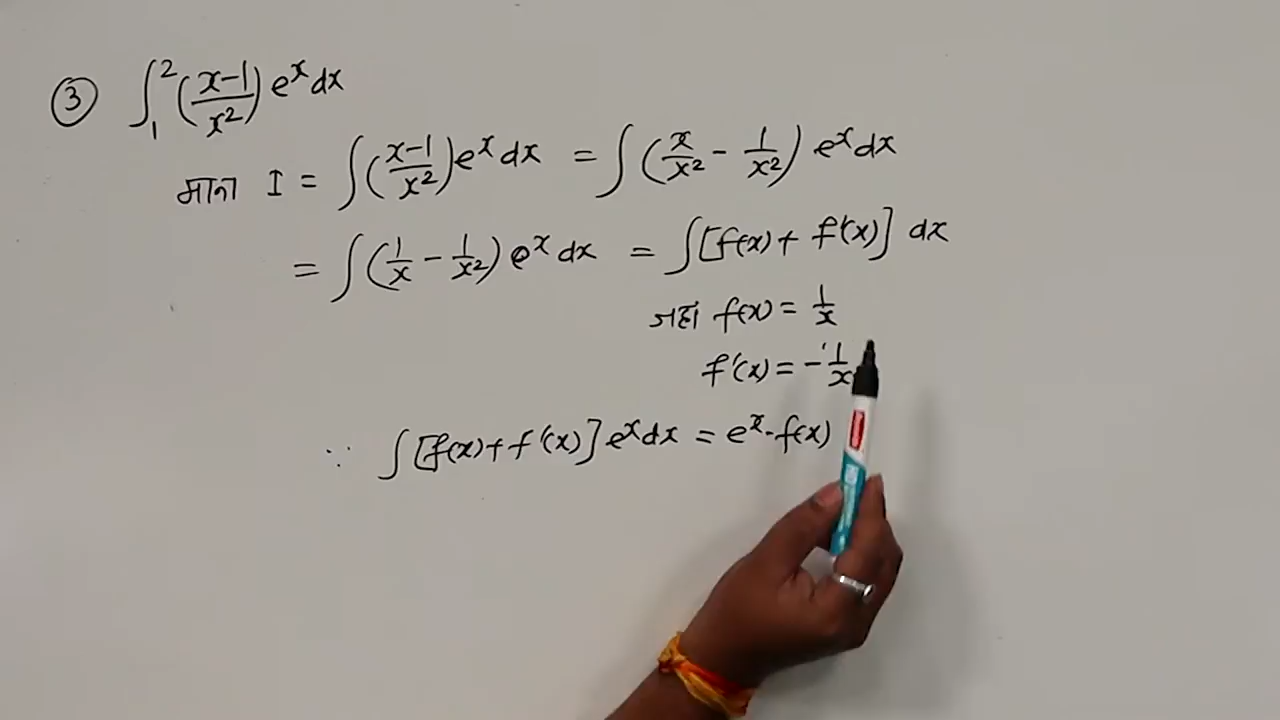 ③ ∫₁² (x-1/x²) eˣ dx
माना I = ∫(x-1/x²) eˣ dx = ∫(x/x² - 1/x²) eˣ dx
= ∫(1/x - 1/x²) eˣ dx = ∫[f(x) + f'(x)] dx
जहां f(x) = 1/x
f'(x) = -1/x
∵ ∫[f(x) + f'(x)] eˣ dx = eˣ·f(x)